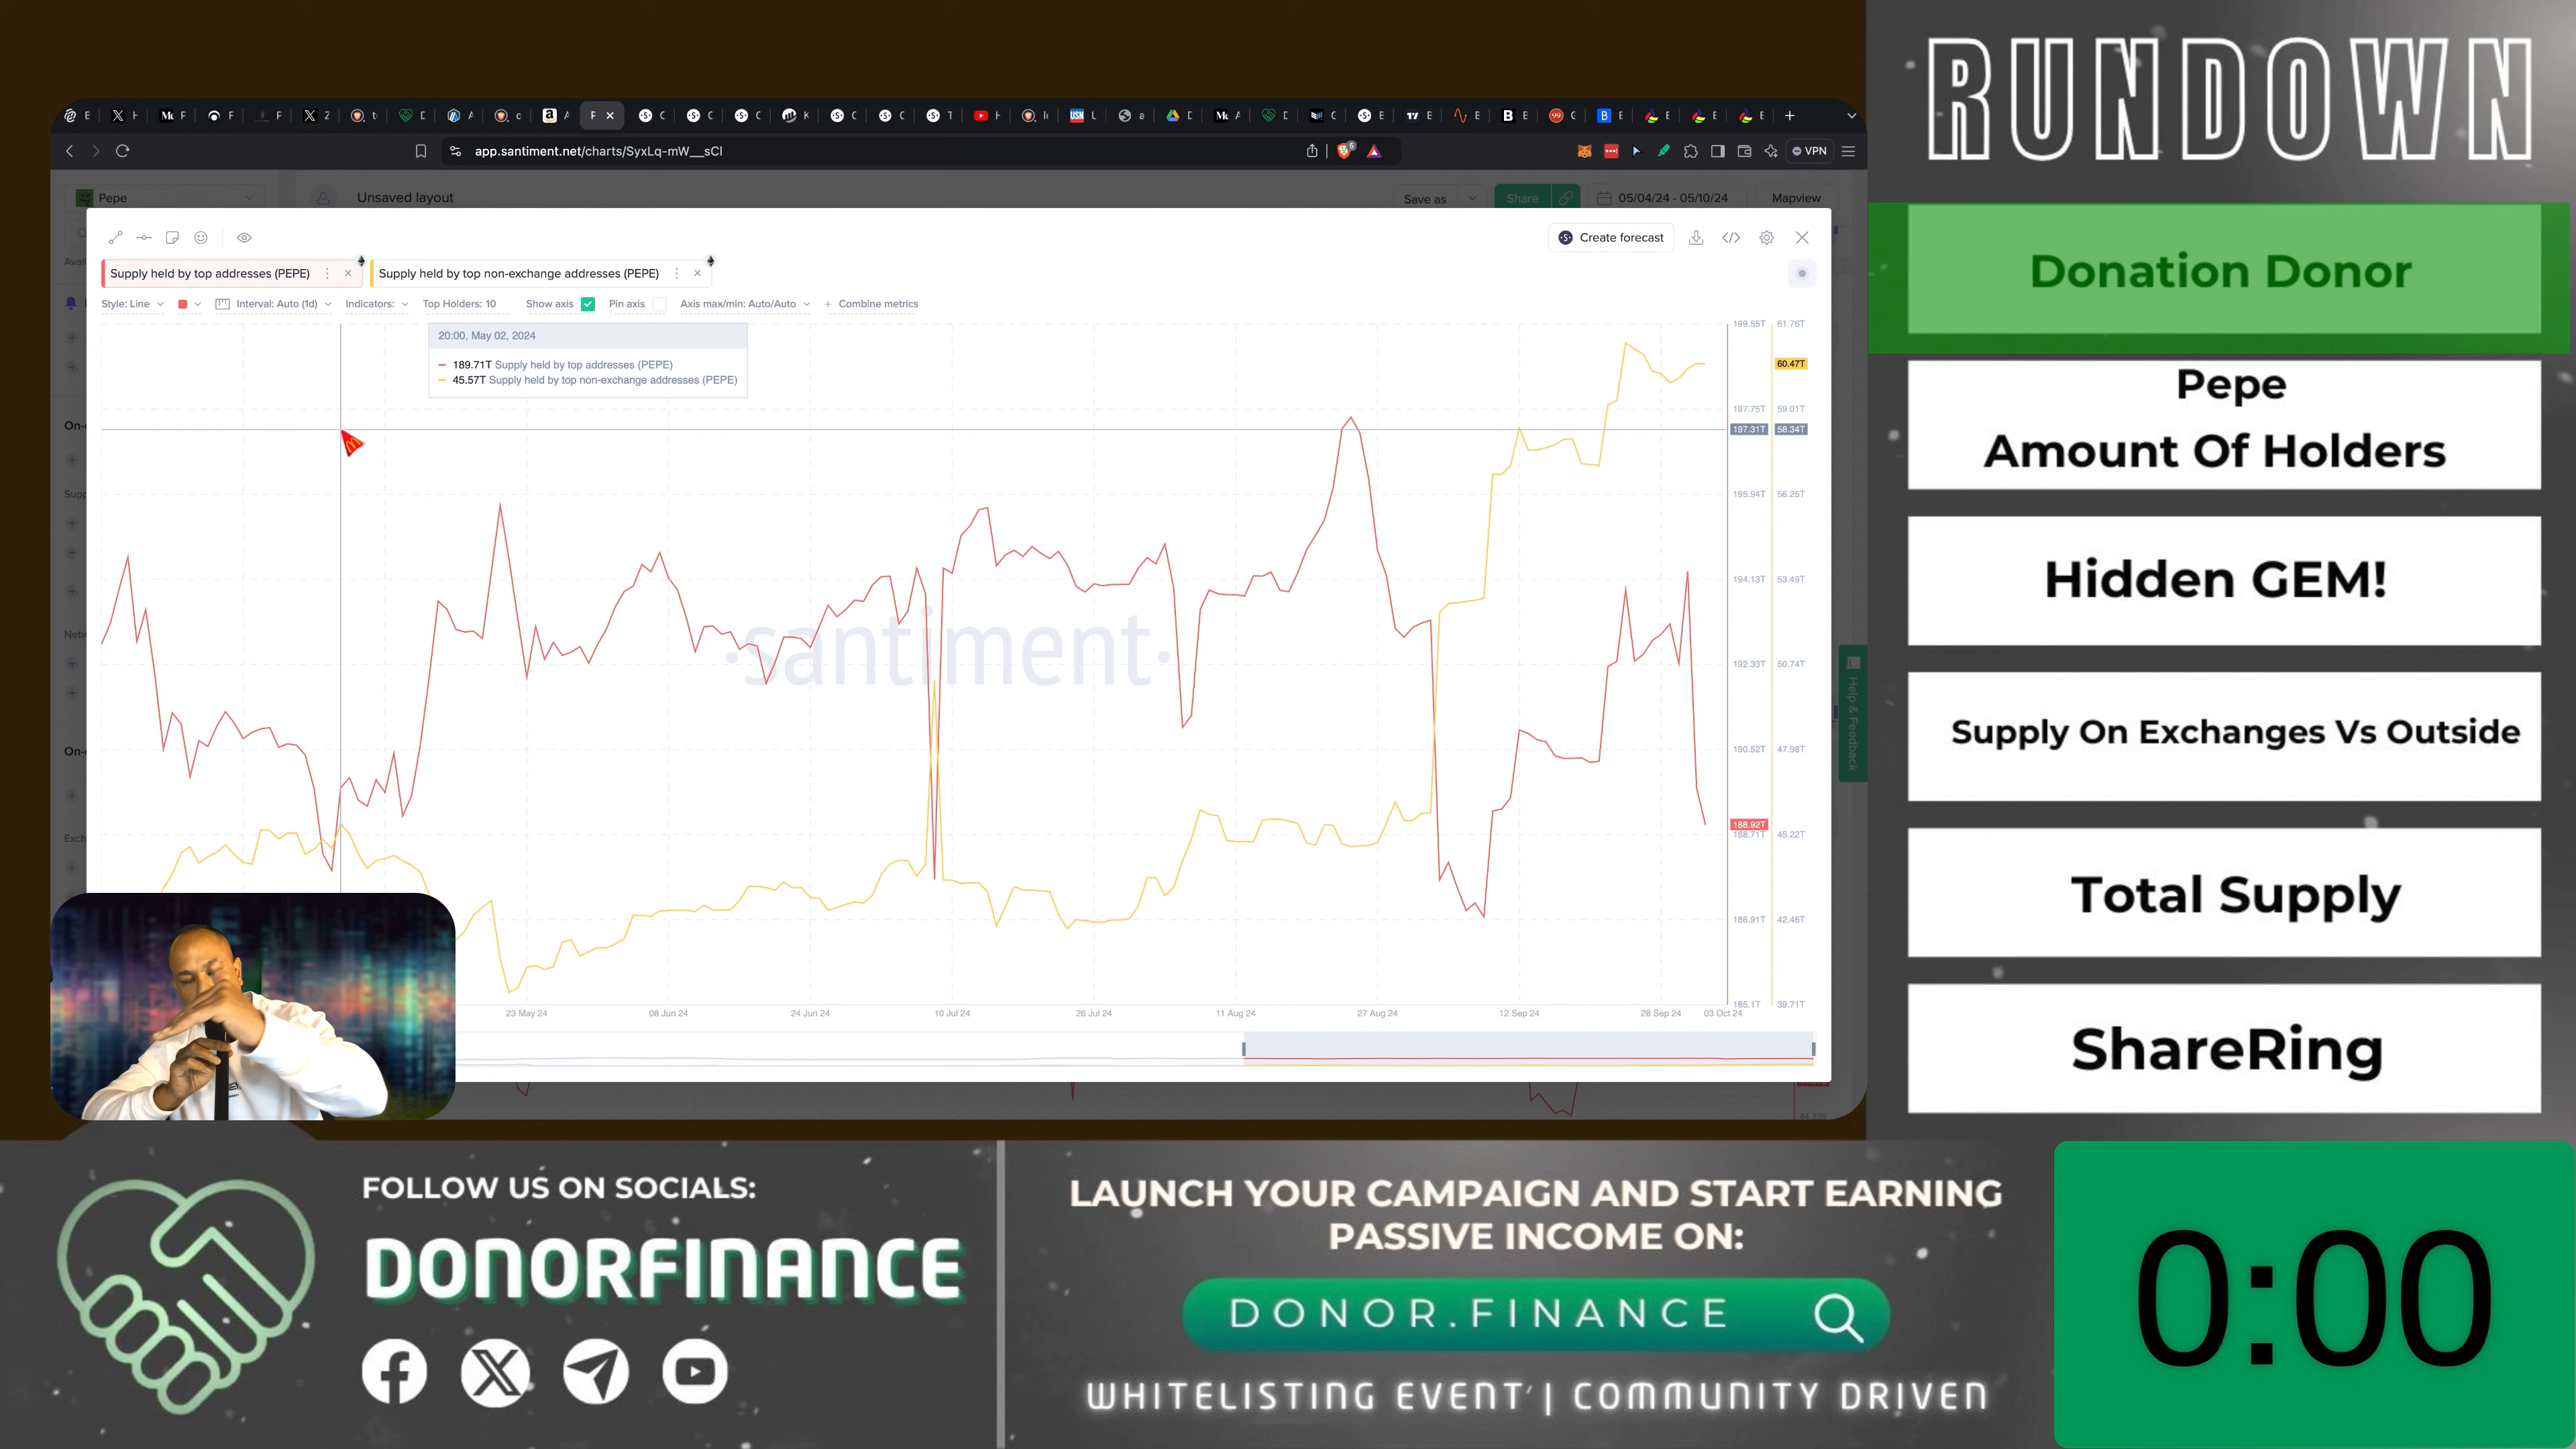 RUNDOWN
Donation Donor
Pepe
Amount Of Holders
Hidden GEM!
Supply On Exchanges Vs Outside
Total Supply
ShareRing
app.santiment.net/charts/SyxLq-mW__sCl
VPN
Pepe
Unsaved layout
Save as
Share
05/04/24 - 05/10/24
Mapview
Create forecast
Supply held by top addresses (PEPE)
Supply held by top non-exchange addresses (PEPE)
Style: Line
Interval: Auto (1d)
Indicators:
Top Holders: 10
Show axis
Pin axis
Axis max/min: Auto/Auto
Combine metrics
20:00, May 02, 2024
189.71T Supply held by top addresses (PEPE)
45.57T Supply held by top non-exchange addresses (PEPE)
199.55T 61.76T
60.47T
197.75T 59.01T
197.31T 58.34T
195.94T 56.25T
194.13T 53.49T
192.33T 50.74T
190.52T 47.98T
188.92T
188.71T 45.22T
186.91T 42.46T
185.1T 39.71T
·santiment·
Help & Feedback
23 May 24
08 Jun 24
24 Jun 24
10 Jul 24
26 Jul 24
11 Aug 24
27 Aug 24
12 Sep 24
28 Sep 24
03 Oct 24
FOLLOW US ON SOCIALS:
DONORFINANCE
LAUNCH YOUR CAMPAIGN AND START EARNING
PASSIVE INCOME ON:
DONOR.FINANCE
WHITELISTING EVENT | COMMUNITY DRIVEN
0:00